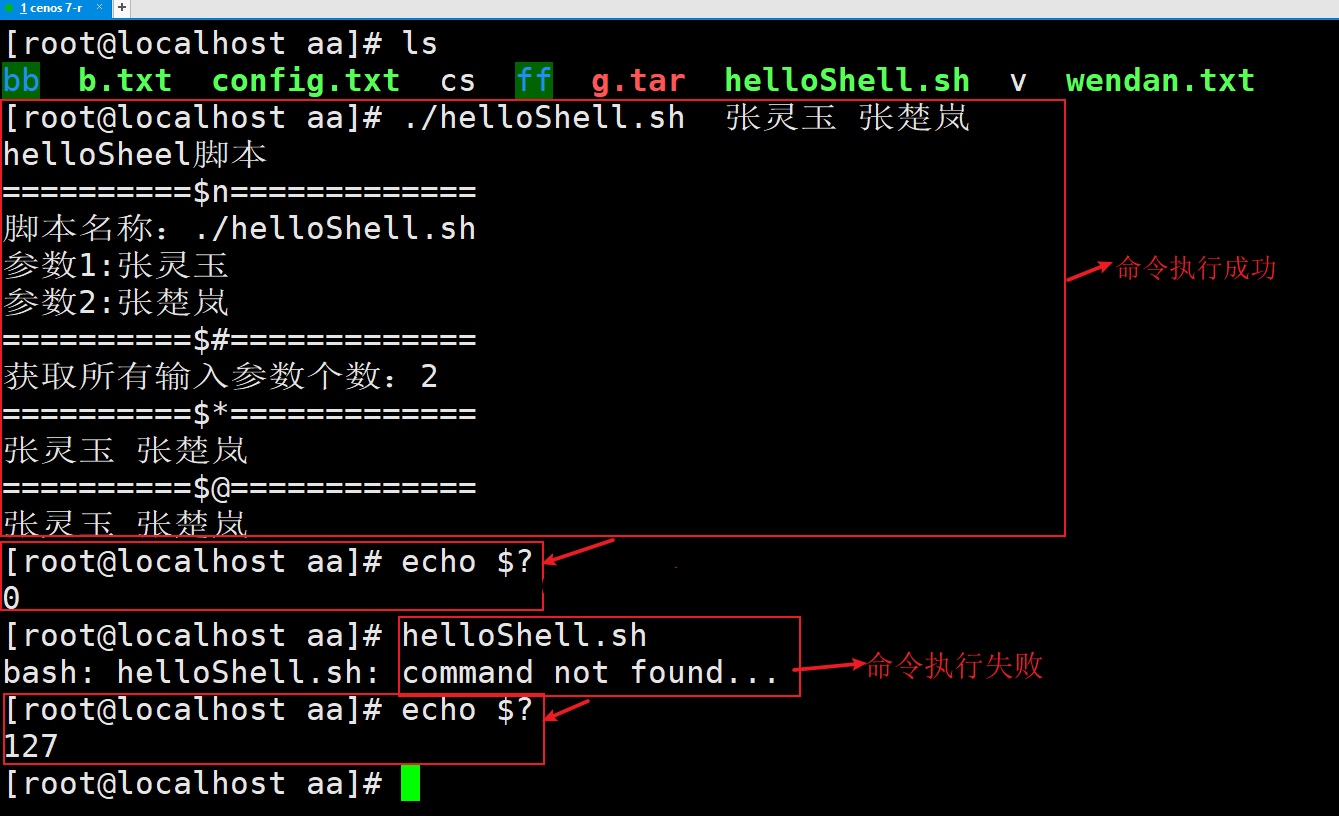 1 cenos 7-r × +
[root@localhost aa]# ls
bb b.txt config.txt cs ff g.tar helloShell.sh v wendan.txt
[root@localhost aa]# ./helloShell.sh  张灵玉 张楚岚
helloSheel脚本
==========$n=============
脚本名称：./helloShell.sh
参数1:张灵玉
参数2:张楚岚
==========$#=============
获取所有输入参数个数：2
==========$*=============
张灵玉 张楚岚
==========$@=============
张灵玉 张楚岚
命令执行成功
[root@localhost aa]# echo $?
0
[root@localhost aa]# helloShell.sh
bash: helloShell.sh: command not found...
命令执行失败
[root@localhost aa]# echo $?
127
[root@localhost aa]#